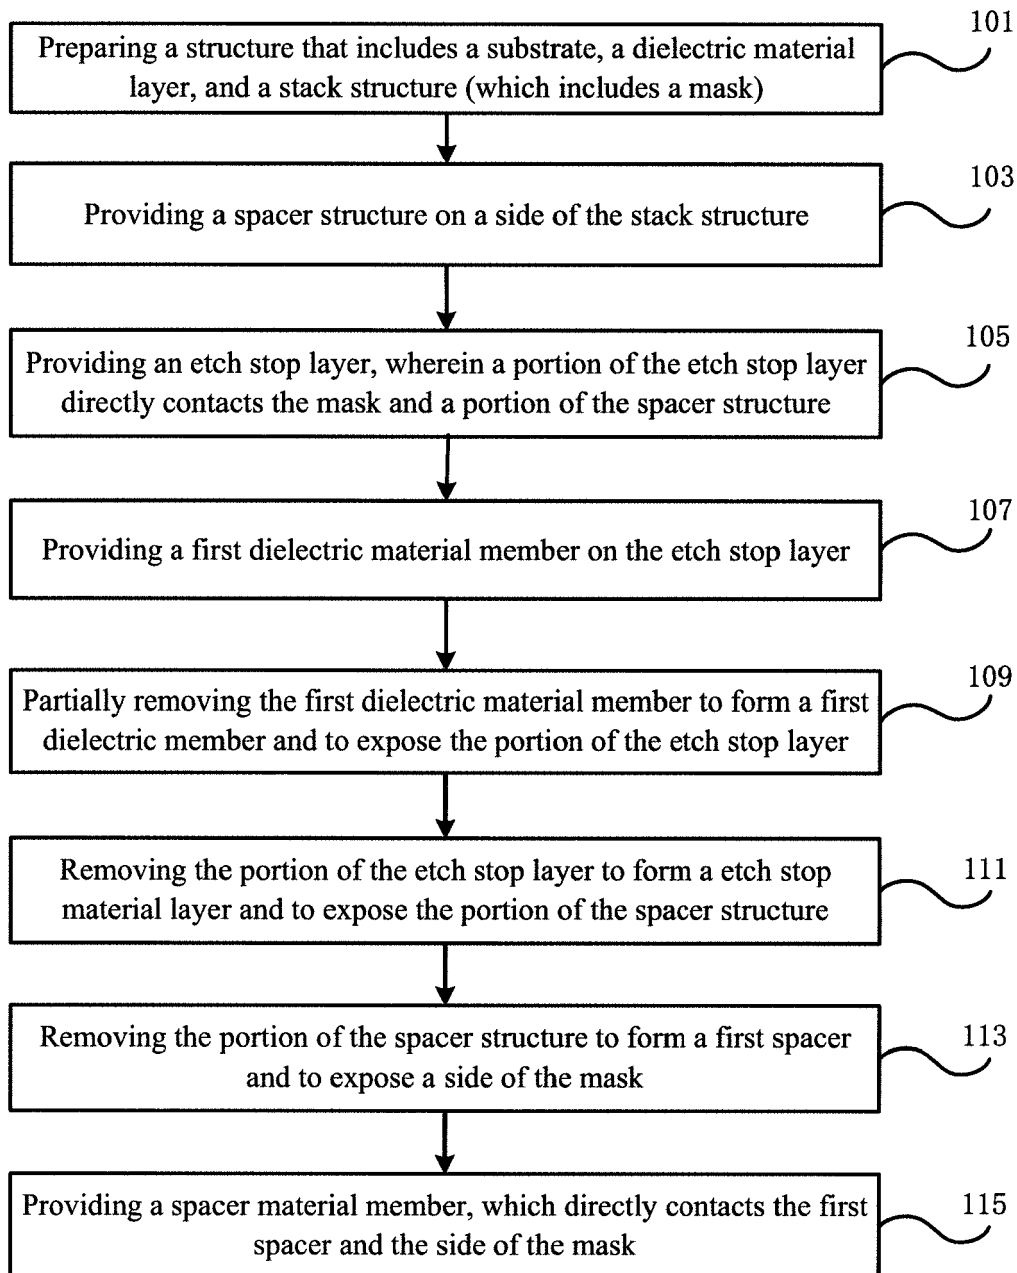 101
Preparing a structure that includes a substrate, a dielectric material
layer, and a stack structure (which includes a mask)
103
Providing a spacer structure on a side of the stack structure
105
Providing an etch stop layer, wherein a portion of the etch stop layer
directly contacts the mask and a portion of the spacer structure
107
Providing a first dielectric material member on the etch stop layer
109
Partially removing the first dielectric material member to form a first
dielectric member and to expose the portion of the etch stop layer
111
Removing the portion of the etch stop layer to form a etch stop
material layer and to expose the portion of the spacer structure
113
Removing the portion of the spacer structure to form a first spacer
and to expose a side of the mask
115
Providing a spacer material member, which directly contacts the first
spacer and the side of the mask